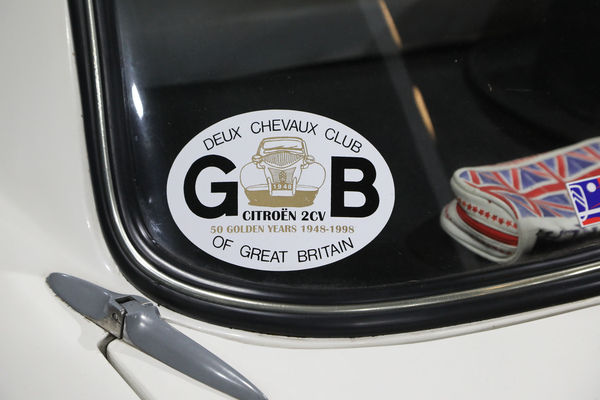 DEUX CHEVAUX CLUB
G B
1948
CITROËN 2CV
50 GOLDEN YEARS 1948-1998
OF GREAT BRITAIN